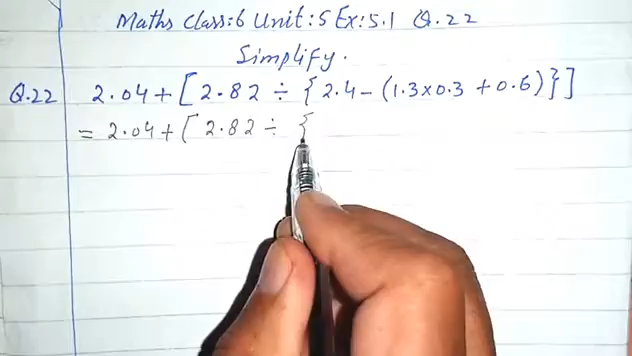 Maths Class:6 Unit:5 Ex:5.1 Q.22
Simplify.
Q.22 2.04+[2.82÷{2.4-(1.3×0.3+0.6)}]
=2.04+[2.82÷{